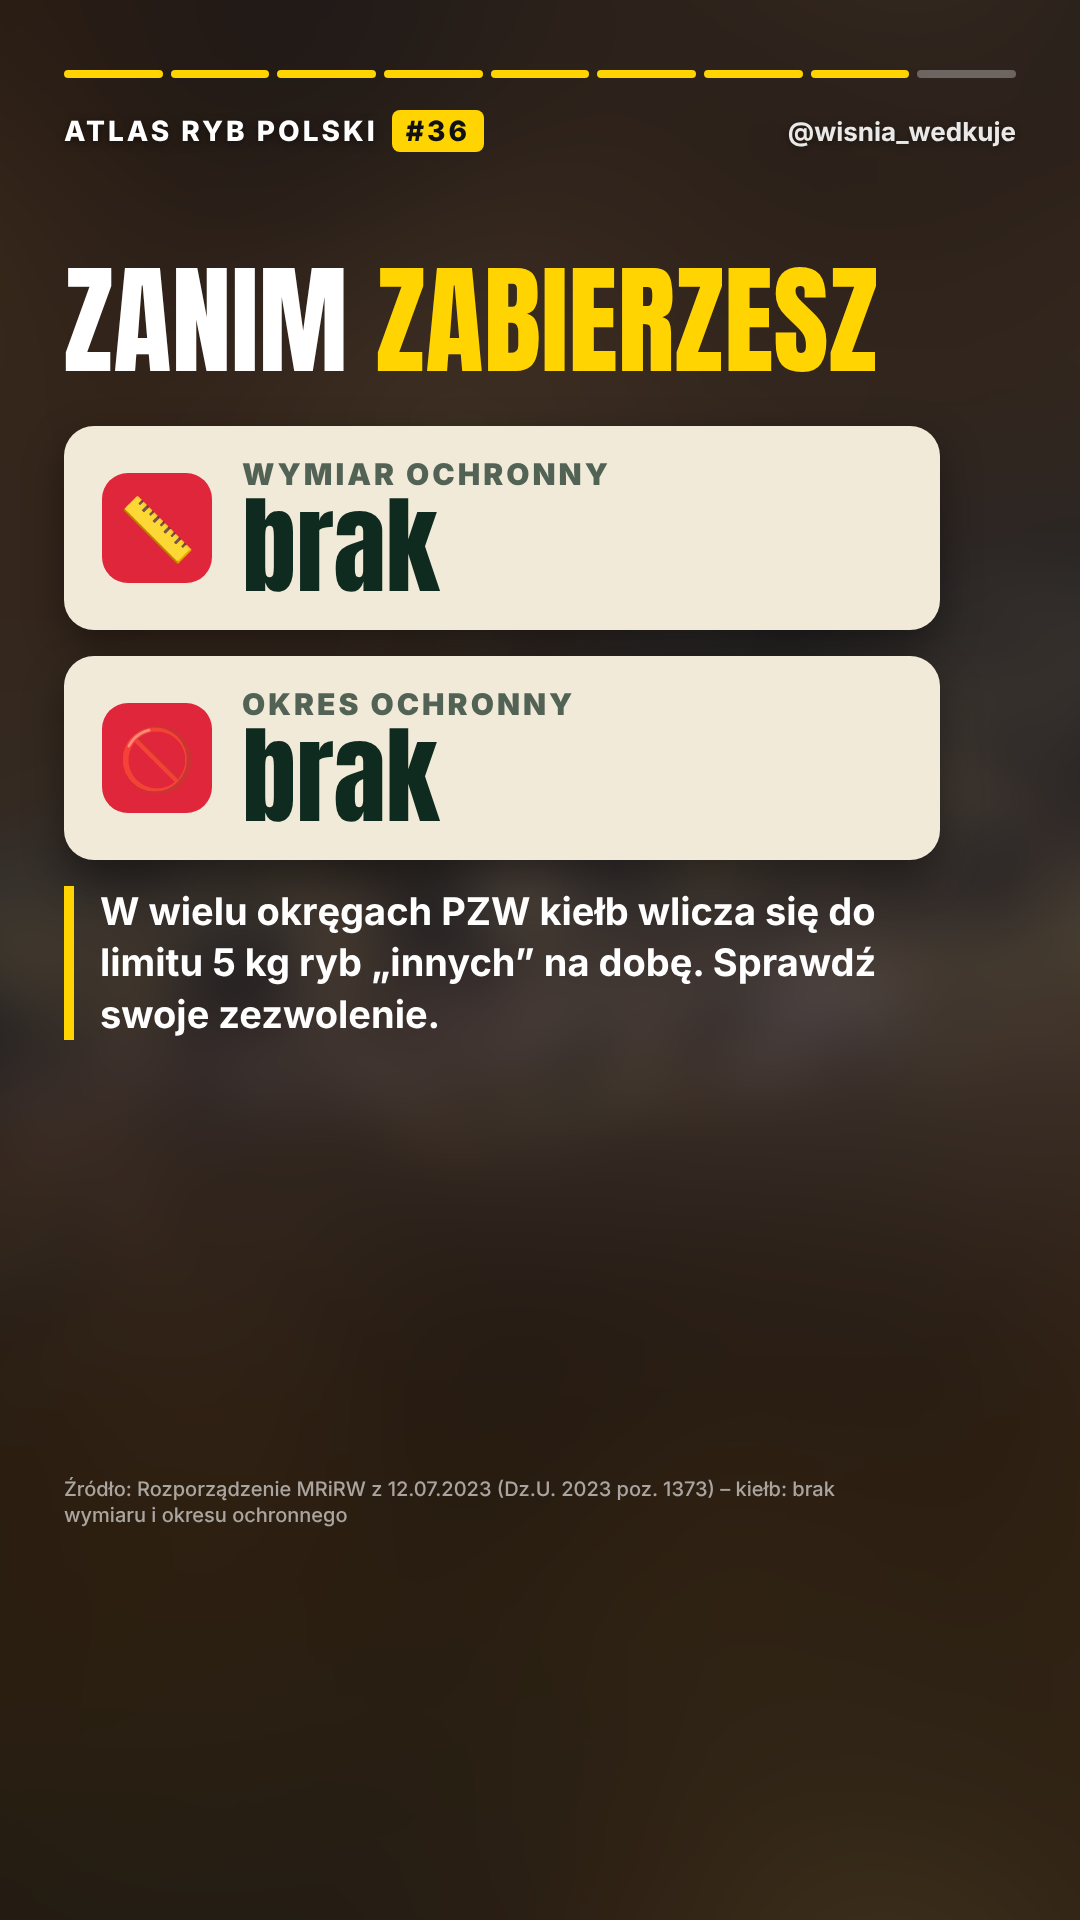 ATLAS RYB POLSKI #36
@wisnia_wedkuje
ZANIM ZABIERZESZ
WYMIAR OCHRONNY
brak
OKRES OCHRONNY
brak
W wielu okręgach PZW kiełb wlicza się do
limitu 5 kg ryb „innych” na dobę. Sprawdź
swoje zezwolenie.
Źródło: Rozporządzenie MRiRW z 12.07.2023 (Dz.U. 2023 poz. 1373) – kiełb: brak
wymiaru i okresu ochronnego